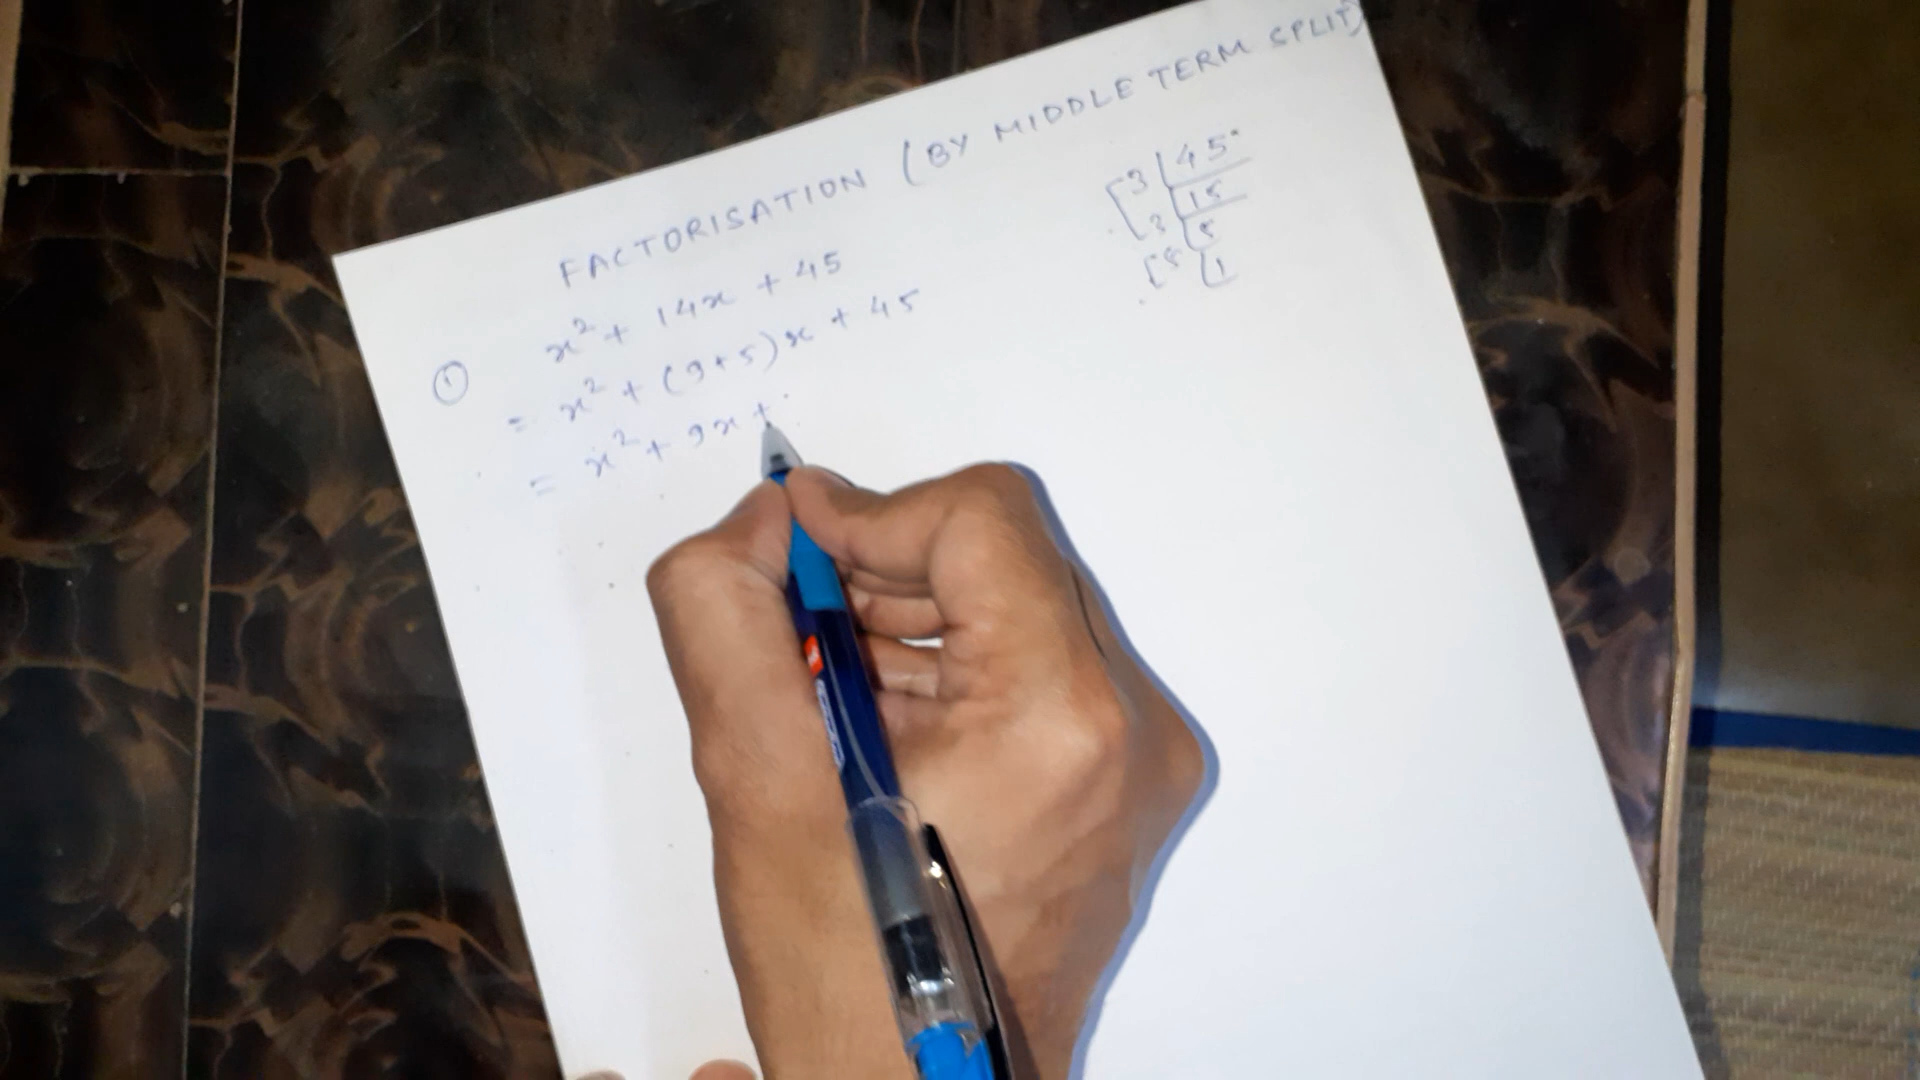 FACTORISATION (BY MIDDLE TERM SPLIT)
① x² + 14x + 45
= x² + (9+5)x + 45
= x² + 9x +
3 45
3 15
5 5
1